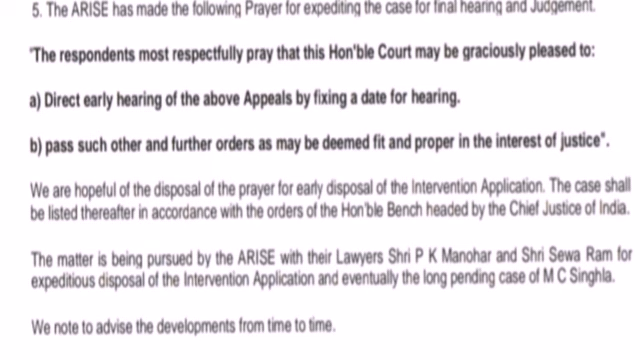 5. The ARISE has made the following Prayer for expediting the case for final hearing and Judgement.
"The respondents most respectfully pray that this Hon'ble Court may be graciously pleased to:
a) Direct early hearing of the above Appeals by fixing a date for hearing.
b) pass such other and further orders as may be deemed fit and proper in the interest of justice".
We are hopeful of the disposal of the prayer for early disposal of the Intervention Application. The case shall
be listed thereafter in accordance with the orders of the Hon'ble Bench headed by the Chief Justice of India.
The matter is being pursued by the ARISE with their Lawyers Shri P K Manohar and Shri Sewa Ram for
expeditious disposal of the Intervention Application and eventually the long pending case of M C Singhla.
We note to advise the developments from time to time.